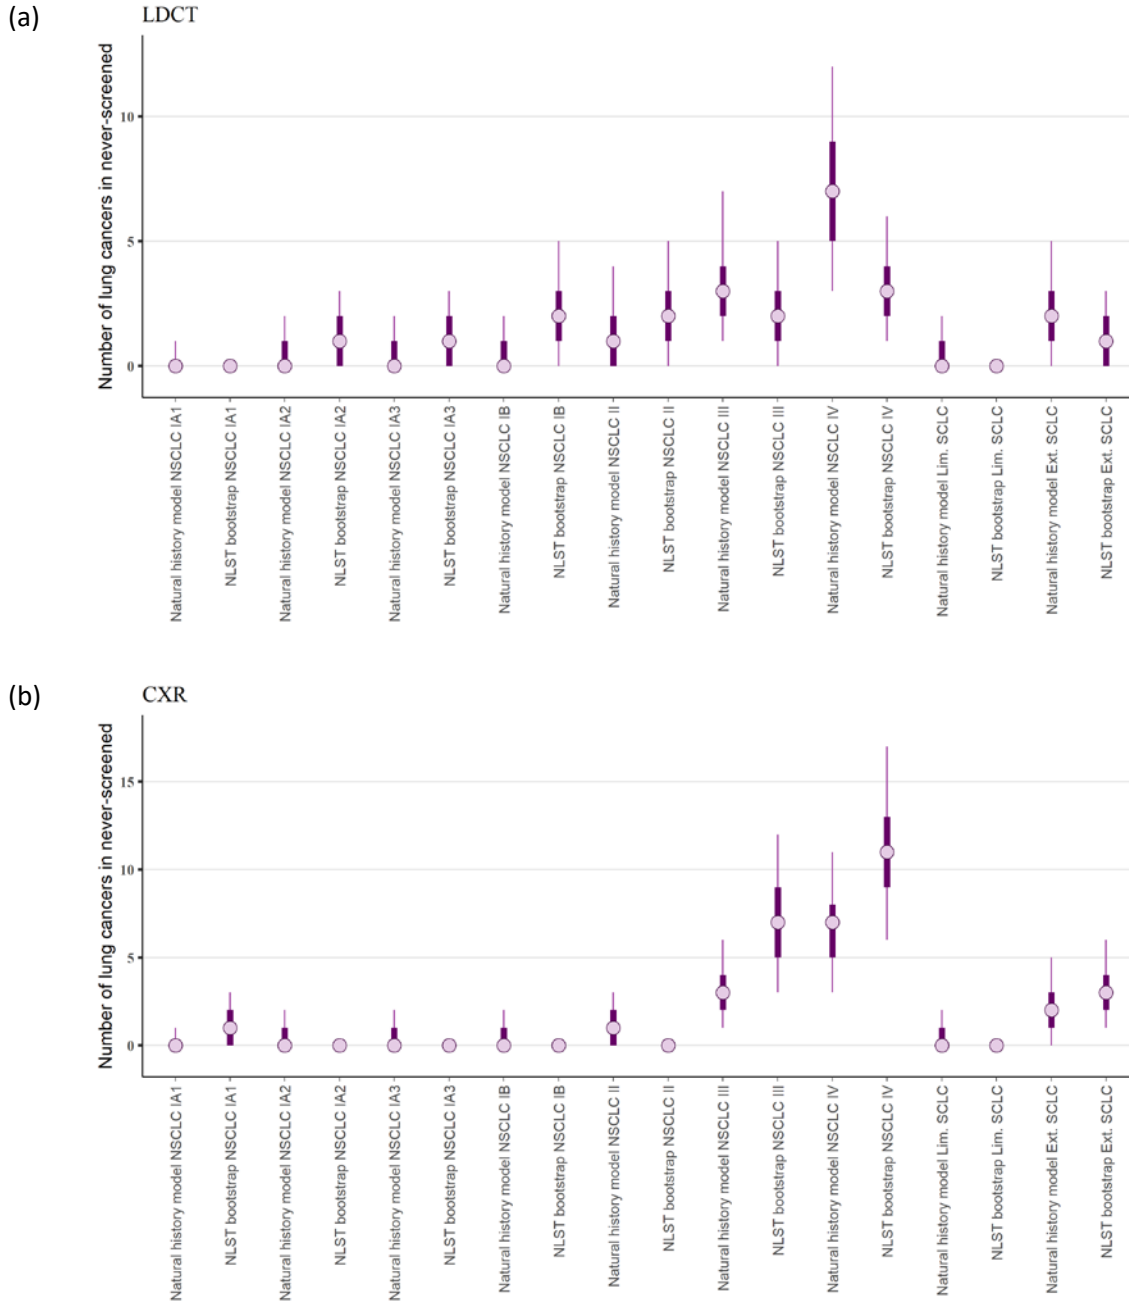 (a)
LDCT
Number of lung cancers in never-screened
10
5
0
Natural history model NSCLC IA1
NLST bootstrap NSCLC IA1
Natural history model NSCLC IA2
NLST bootstrap NSCLC IA2
Natural history model NSCLC IA3
NLST bootstrap NSCLC IA3
Natural history model NSCLC IB
NLST bootstrap NSCLC IB
Natural history model NSCLC II
NLST bootstrap NSCLC II
Natural history model NSCLC III
NLST bootstrap NSCLC III
Natural history model NSCLC IV
NLST bootstrap NSCLC IV
Natural history model Lim. SCLC
NLST bootstrap Lim. SCLC
Natural history model Ext. SCLC
NLST bootstrap Ext. SCLC
(b)
CXR
Number of lung cancers in never-screened
15
10
5
0
Natural history model NSCLC IA1
NLST bootstrap NSCLC IA1
Natural history model NSCLC IA2
NLST bootstrap NSCLC IA2
Natural history model NSCLC IA3
NLST bootstrap NSCLC IA3
Natural history model NSCLC IB
NLST bootstrap NSCLC IB
Natural history model NSCLC II
NLST bootstrap NSCLC II
Natural history model NSCLC III
NLST bootstrap NSCLC III
Natural history model NSCLC IV
NLST bootstrap NSCLC IV
Natural history model Lim. SCLC
NLST bootstrap Lim. SCLC
Natural history model Ext. SCLC
NLST bootstrap Ext. SCLC